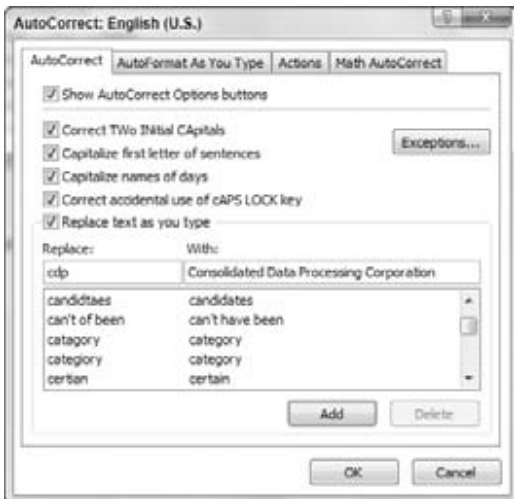 AutoCorrect: English (U.S.)
AutoCorrect AutoFormat As You Type Actions Math AutoCorrect
Show AutoCorrect Options buttons
Correct TWo INitial CApitals
Exceptions...
Capitalize first letter of sentences
Capitalize names of days
Correct accidental use of cAPS LOCK key
Replace text as you type
Replace: With:
cdp Consolidated Data Processing Corporation
candidtaes candidates
can't of been can't have been
catagory category
categiory category
certian certain
Add Delete
OK Cancel